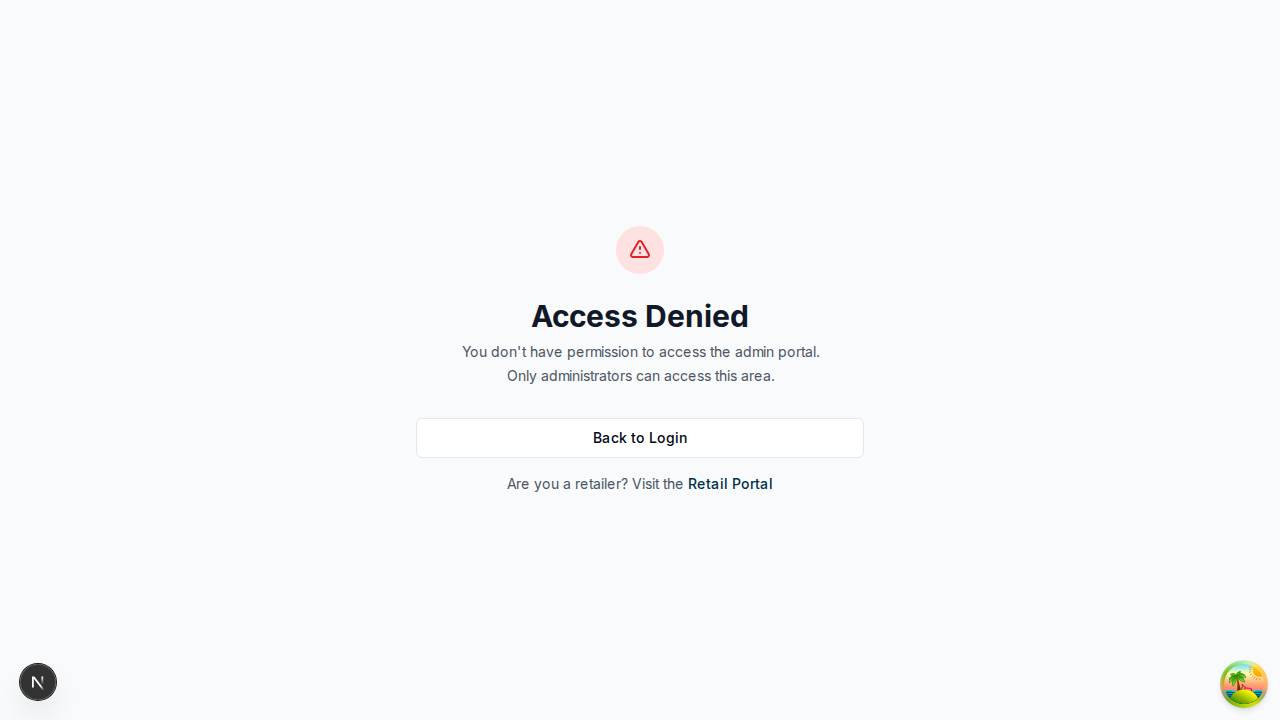 Access Denied
You don't have permission to access the admin portal.
Only administrators can access this area.
Back to Login
Are you a retailer? Visit the Retail Portal
N